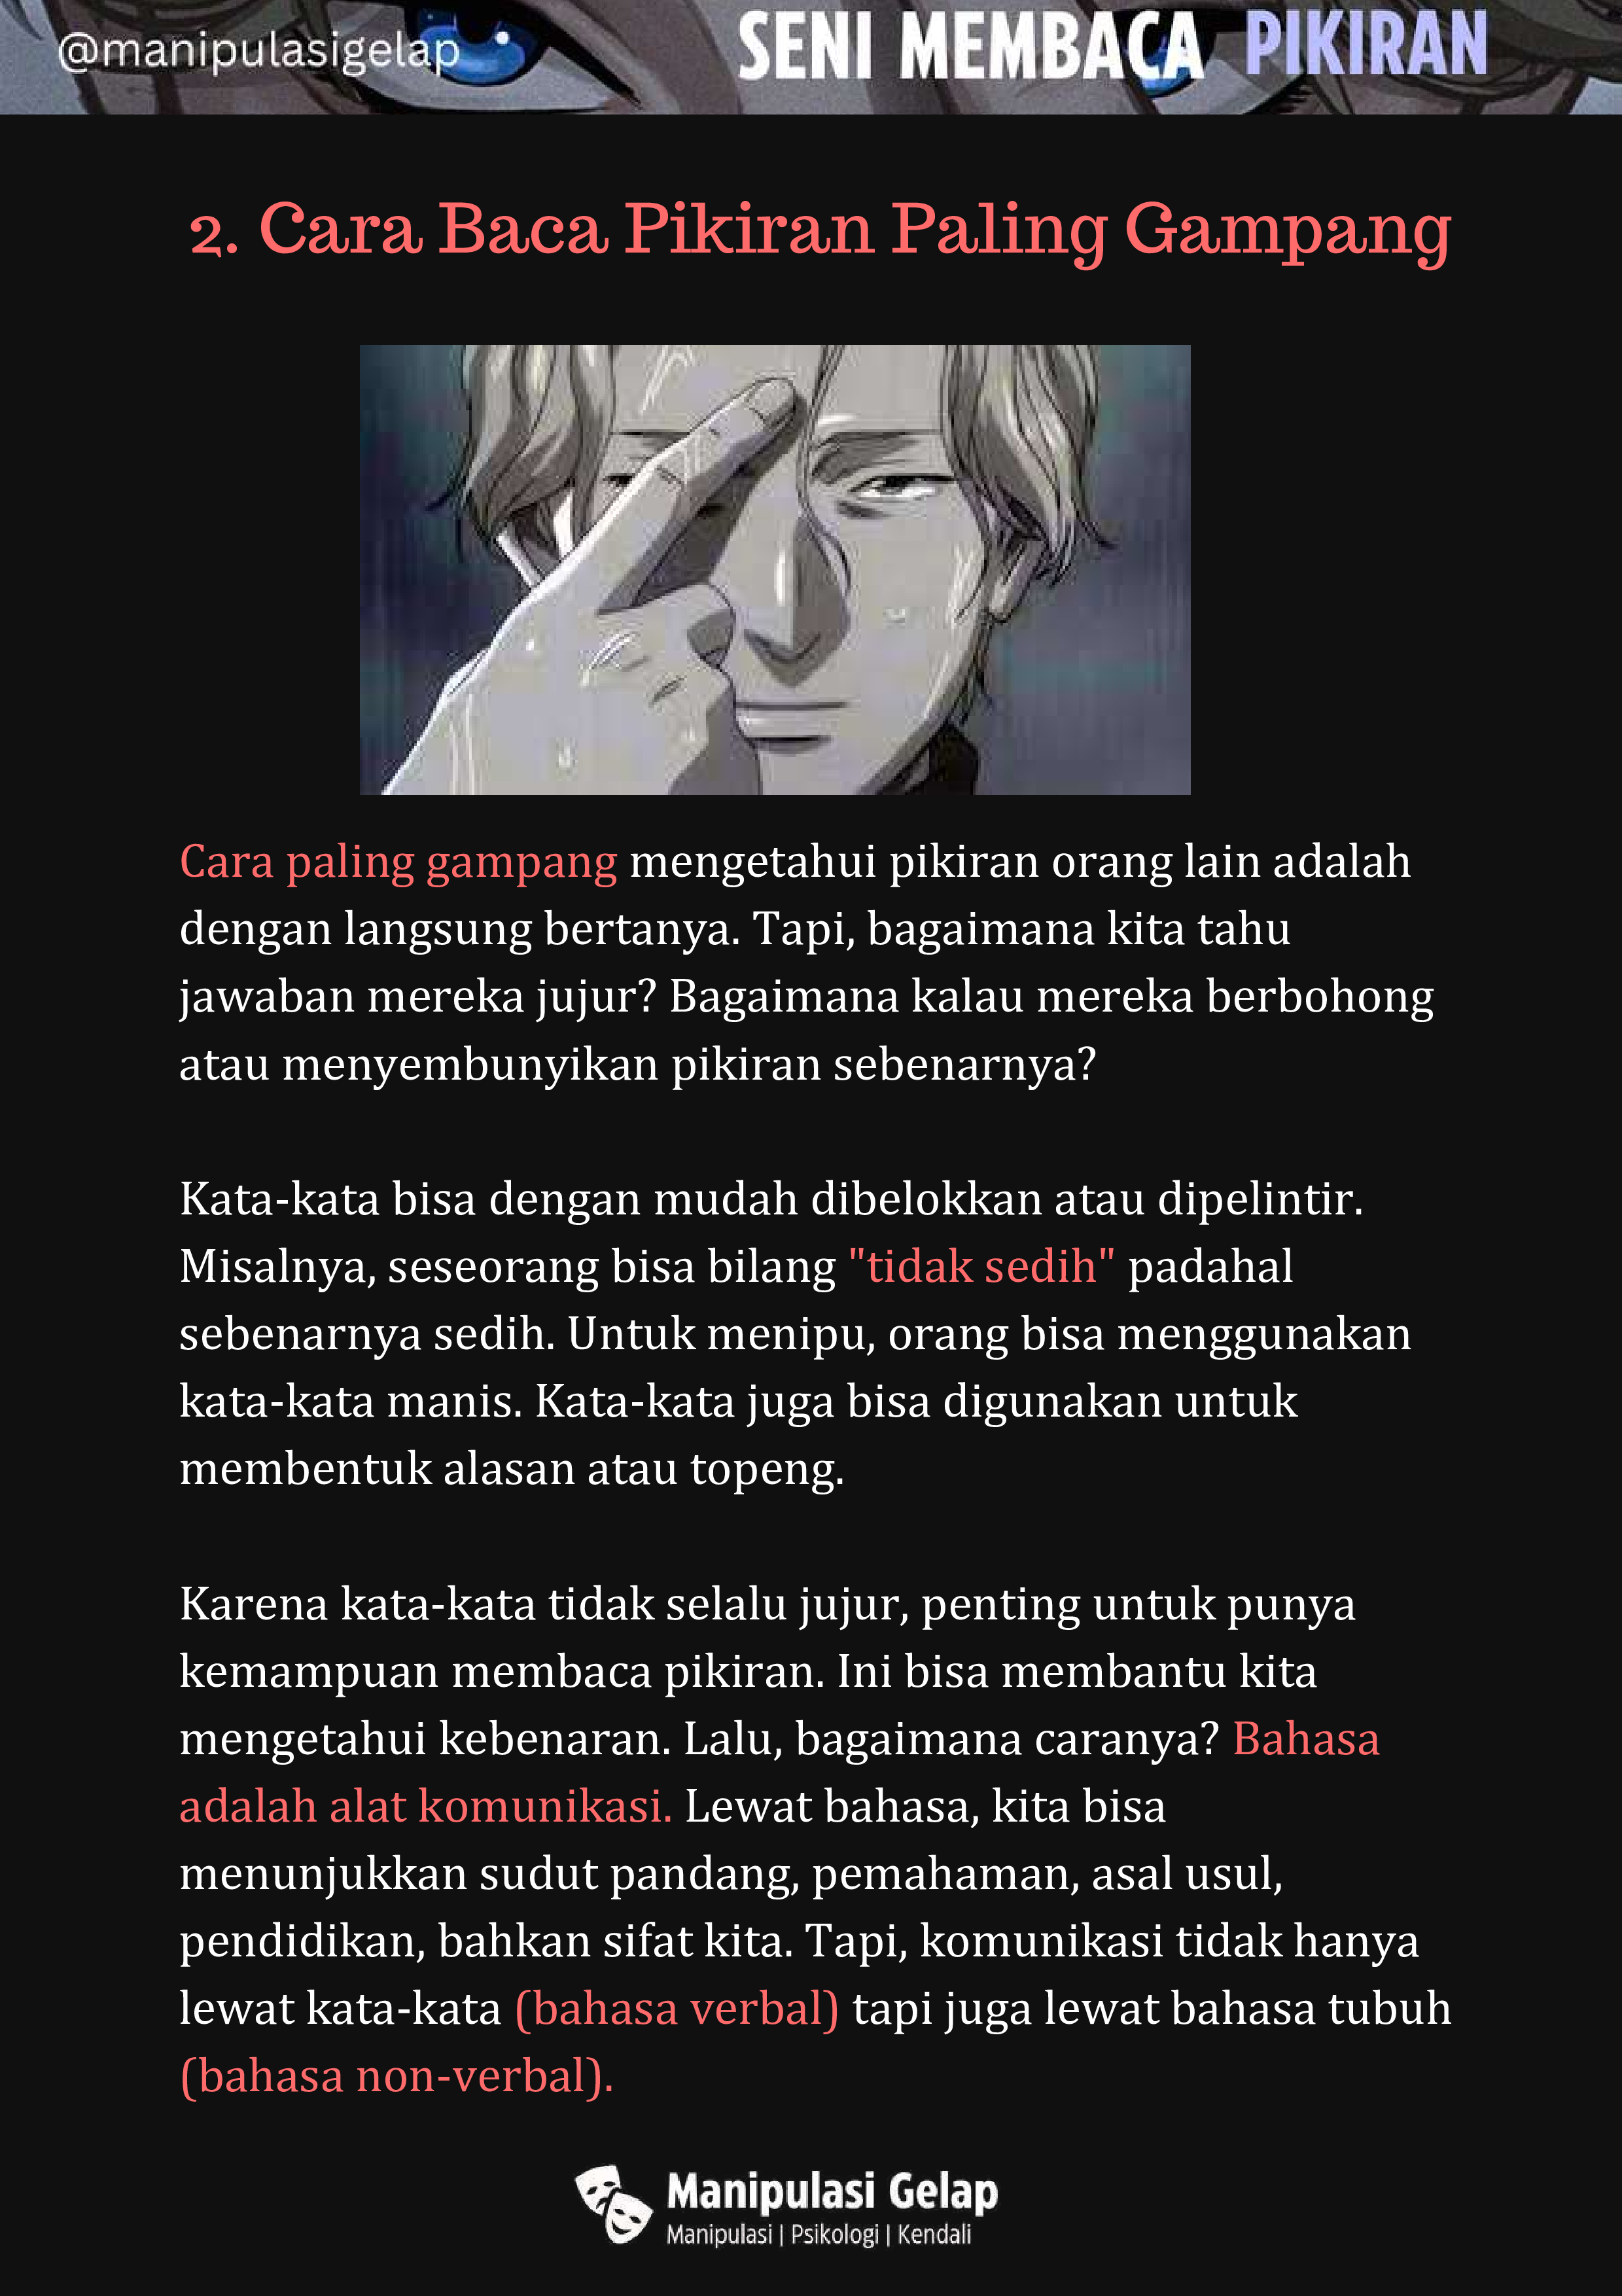 @manipulasigelap
SENI MEMBACA PIKIRAN
2. Cara Baca Pikiran Paling Gampang
Cara paling gampang mengetahui pikiran orang lain adalah
dengan langsung bertanya. Tapi, bagaimana kita tahu
jawaban mereka jujur? Bagaimana kalau mereka berbohong
atau menyembunyikan pikiran sebenarnya?
Kata-kata bisa dengan mudah dibelokkan atau dipelintir.
Misalnya, seseorang bisa bilang "tidak sedih" padahal
sebenarnya sedih. Untuk menipu, orang bisa menggunakan
kata-kata manis. Kata-kata juga bisa digunakan untuk
membentuk alasan atau topeng.
Karena kata-kata tidak selalu jujur, penting untuk punya
kemampuan membaca pikiran. Ini bisa membantu kita
mengetahui kebenaran. Lalu, bagaimana caranya? Bahasa
adalah alat komunikasi. Lewat bahasa, kita bisa
menunjukkan sudut pandang, pemahaman, asal usul,
pendidikan, bahkan sifat kita. Tapi, komunikasi tidak hanya
lewat kata-kata (bahasa verbal) tapi juga lewat bahasa tubuh
(bahasa non-verbal).
Manipulasi Gelap
Manipulasi | Psikologi | Kendali